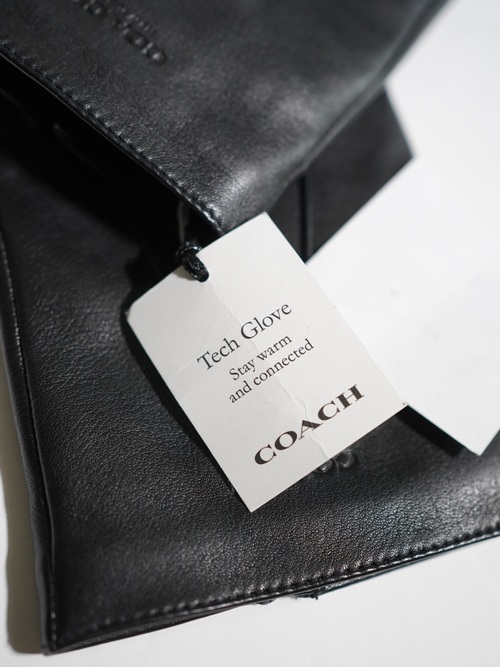 Tech Glove
Stay warm
and connected
COACH